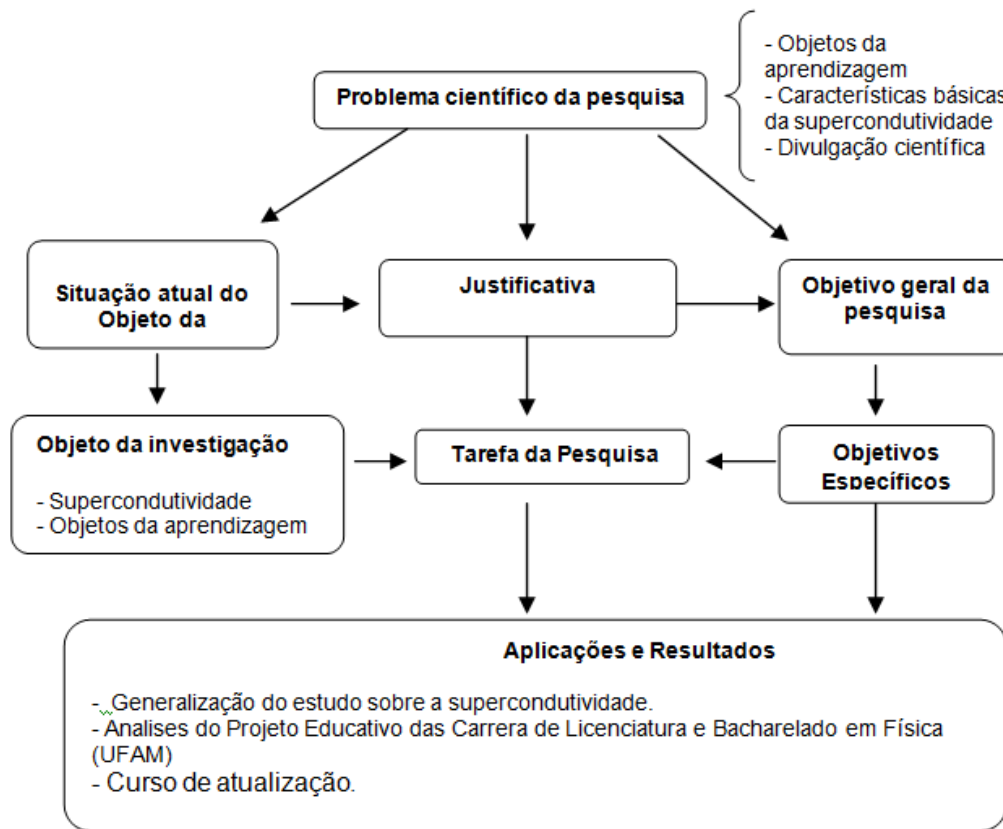 Problema científico da pesquisa
- Objetos da
aprendizagem
- Características básicas
da supercondutividade
- Divulgação científica
Situação atual do
Objeto da
Justificativa
Objetivo geral da
pesquisa
Objeto da investigação
- Supercondutividade
- Objetos da aprendizagem
Tarefa da Pesquisa
Objetivos
Específicos
Aplicações e Resultados
- Generalização do estudo sobre a supercondutividade.
- Analises do Projeto Educativo das Carrera de Licenciatura e Bacharelado em Física
(UFAM)
- Curso de atualização.